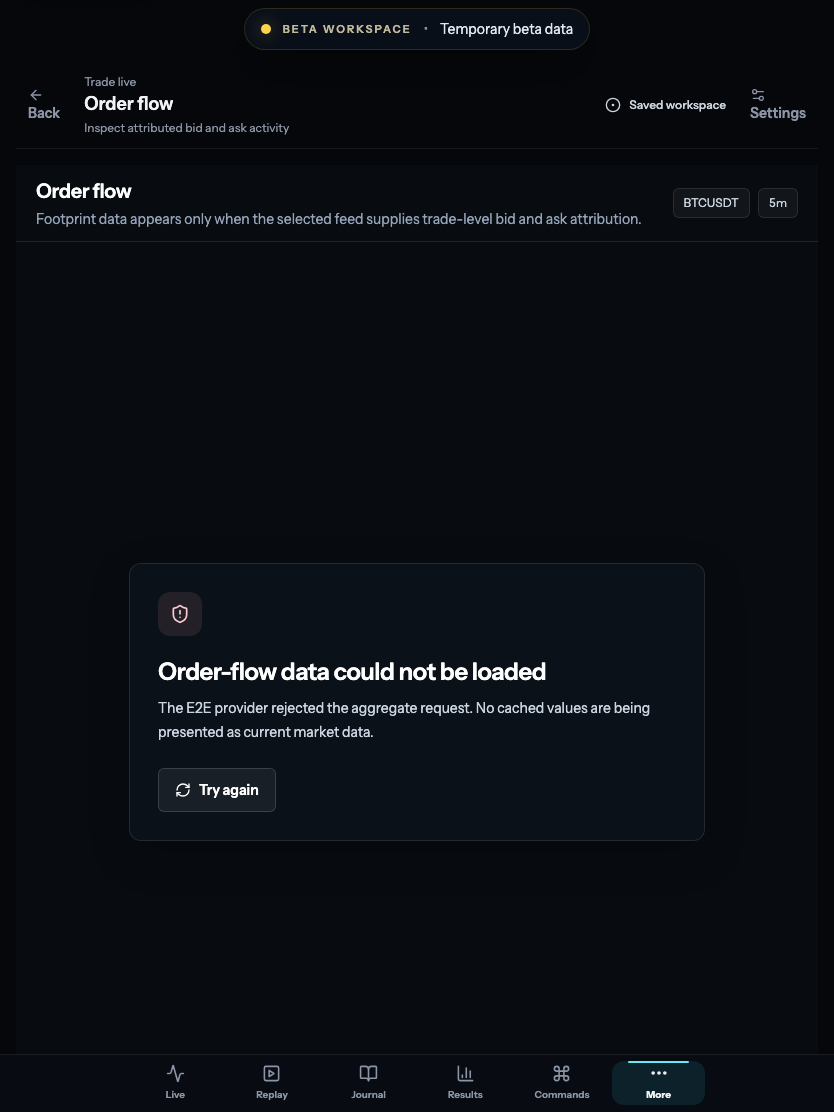 BETA WORKSPACE · Temporary beta data
Back
Trade live
Order flow
Inspect attributed bid and ask activity
Saved workspace
Settings
Order flow
Footprint data appears only when the selected feed supplies trade-level bid and ask attribution.
BTCUSDT
5m
Order-flow data could not be loaded
The E2E provider rejected the aggregate request. No cached values are being
presented as current market data.
Try again
Live
Replay
Journal
Results
Commands
More